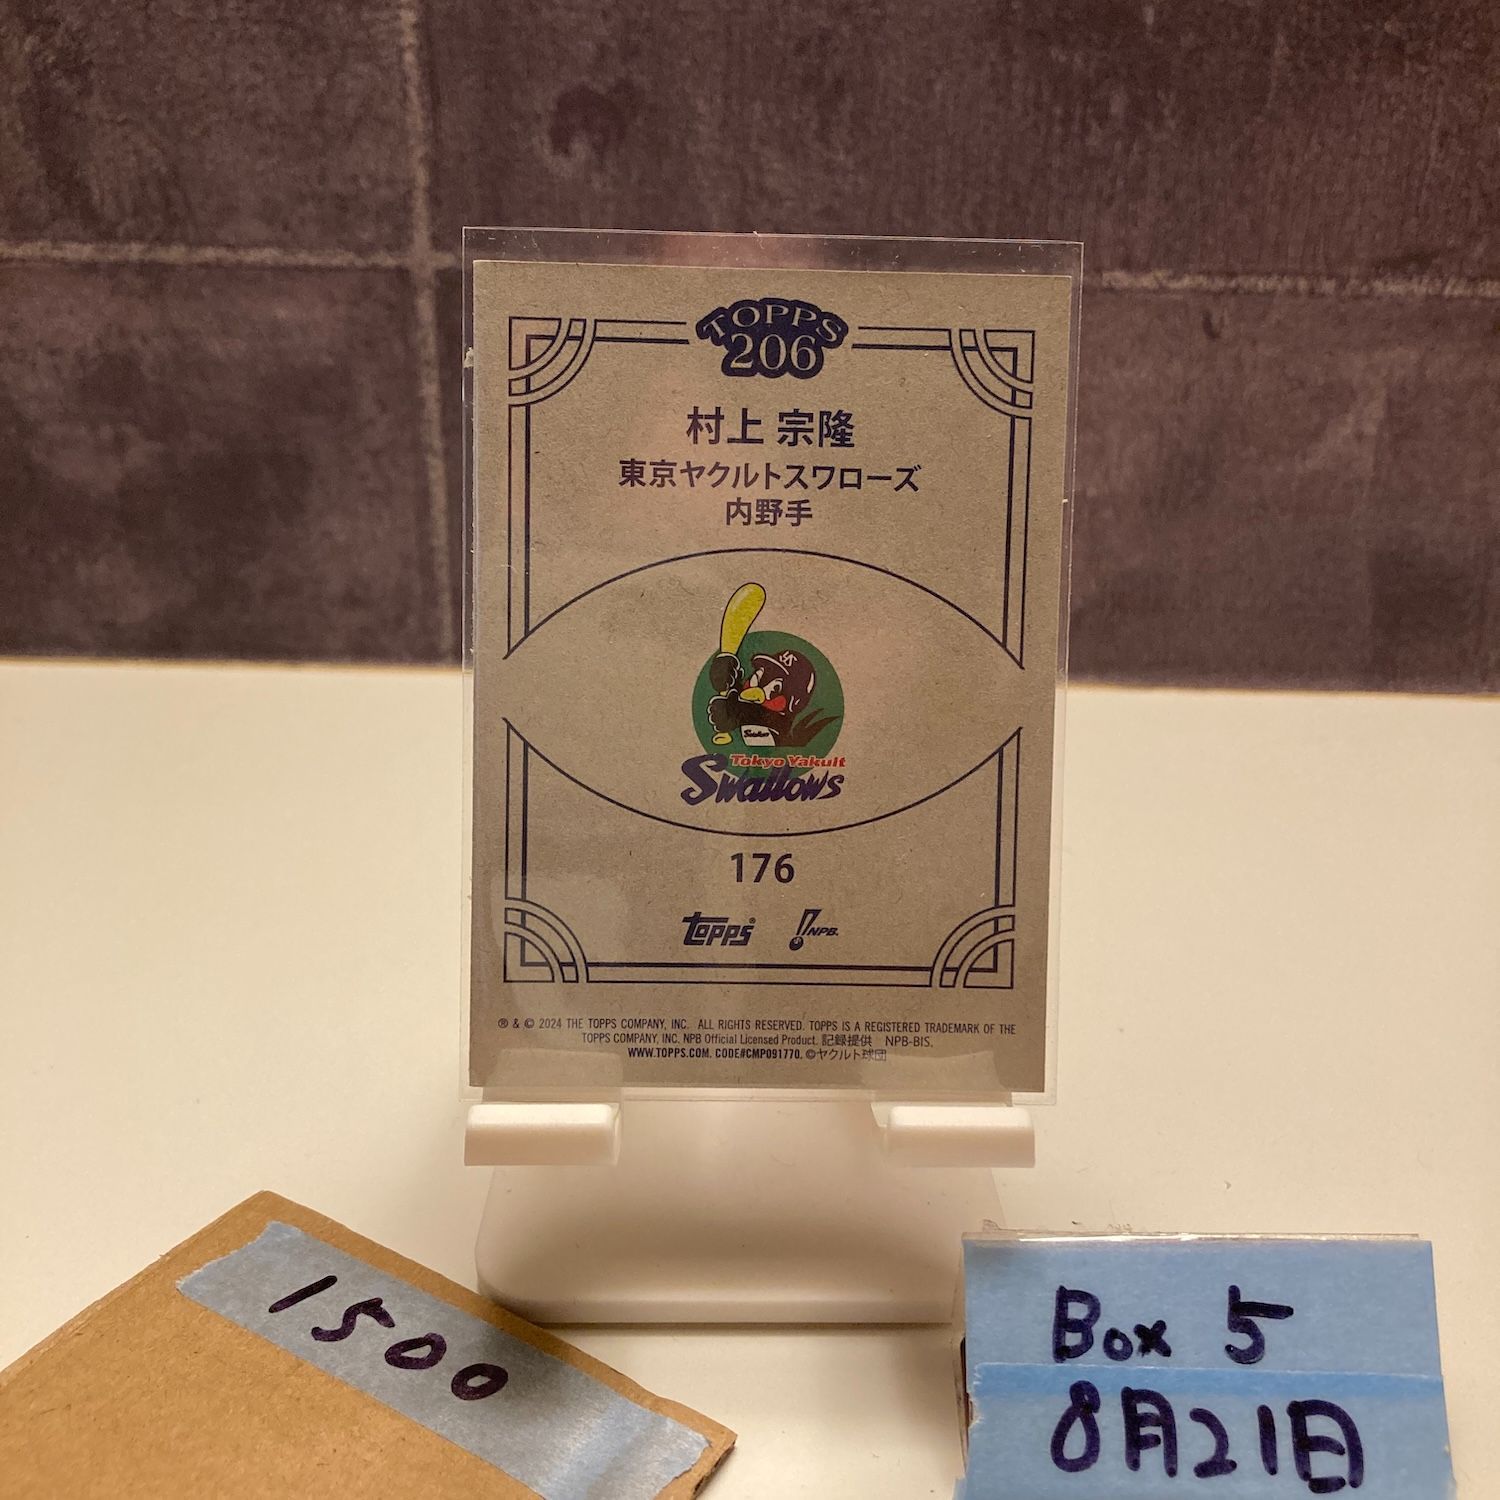 TOPPS
206
村上 宗隆
東京ヤクルトスワローズ
内野手
Swallows
Tokyo Yakult
Swallows
176
topps®
NPB.
® & © 2024 THE TOPPS COMPANY, INC. ALL RIGHTS RESERVED. TOPPS IS A REGISTERED TRADEMARK OF THE
TOPPS COMPANY, INC. NPB Official Licensed Product. 記録提供 NPB-BIS.
WWW.TOPPS.COM. CODE#CMP091770. ©ヤクルト球団
1500
Box 5
8月21日